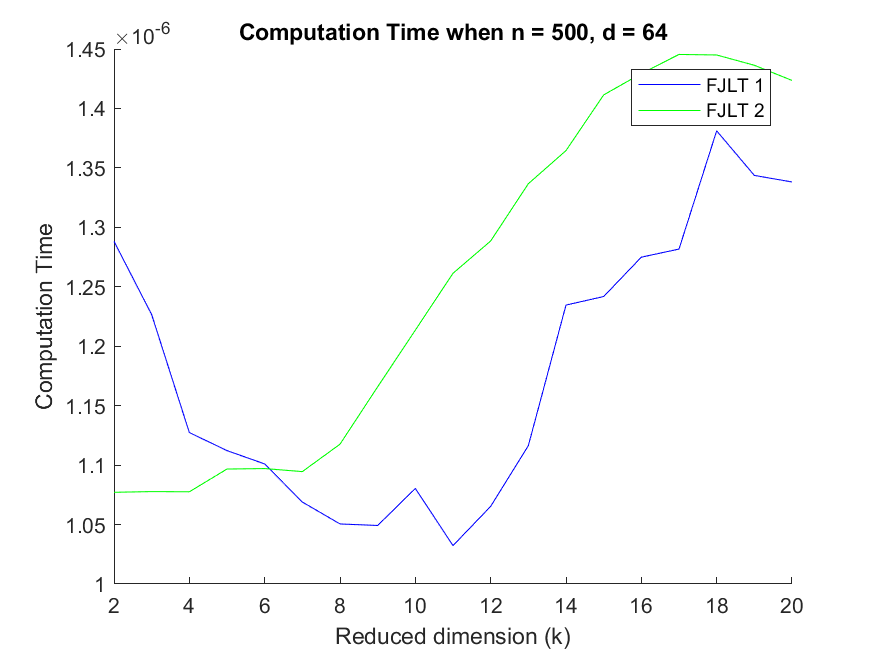 Computation Time when n = 500, d = 64
×10⁻⁶
1.45
1.4
1.35
1.3
1.25
1.2
1.15
1.1
1.05
1
Computation Time
FJLT 1
FJLT 2
2 4 6 8 10 12 14 16 18 20
Reduced dimension (k)